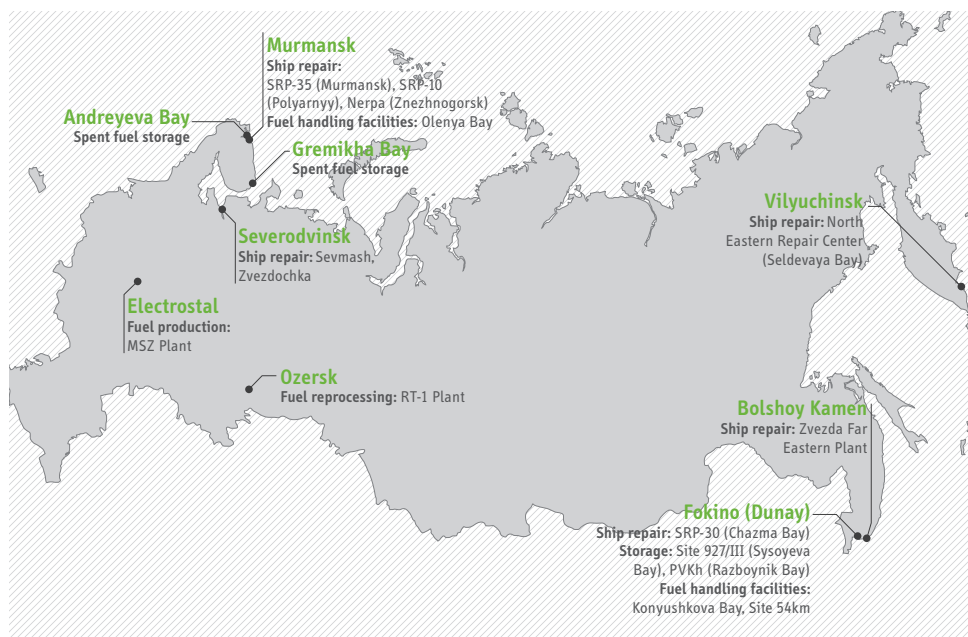 Murmansk
Ship repair:
SRP-35 (Murmansk), SRP-10
(Polyarnyy), Nerpa (Znezhnogorsk)
Fuel handling facilities: Olenya Bay
Andreyeva Bay
Spent fuel storage
Gremikha Bay
Spent fuel storage
Vilyuchinsk
Ship repair: North
Eastern Repair Center
(Seldevaya Bay)
Severodvinsk
Ship repair: Sevmash,
Zvezdochka
Electrostal
Fuel production:
MSZ Plant
Ozersk
Fuel reprocessing: RT-1 Plant
Bolshoy Kamen
Ship repair: Zvezda Far
Eastern Plant
Fokino (Dunay)
Ship repair: SRP-30 (Chazma Bay)
Storage: Site 927/III (Sysoyeva
Bay), PVKh (Razboynik Bay)
Fuel handling facilities:
Konyushkova Bay, Site 54km